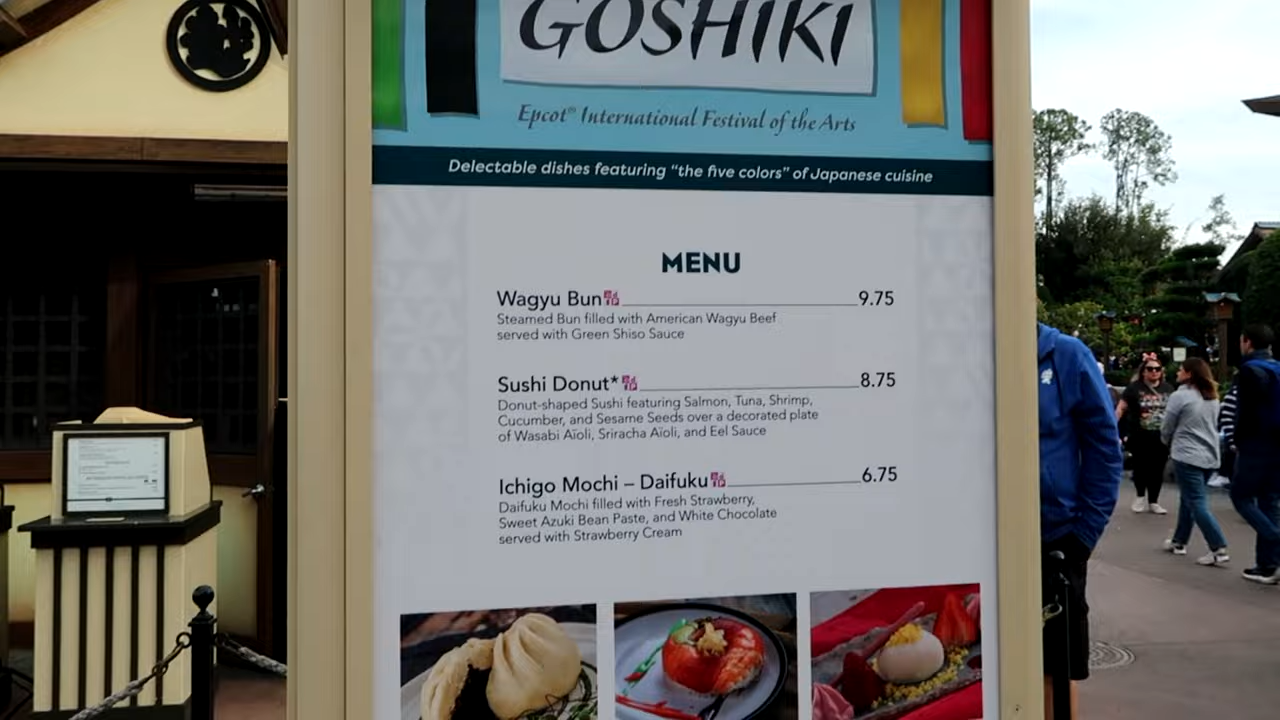 GOSHIKI
Epcot® International Festival of the Arts
Delectable dishes featuring “the five colors” of Japanese cuisine
MENU
Wagyu Bun 9.75
Steamed Bun filled with American Wagyu Beef
served with Green Shiso Sauce
Sushi Donut* 8.75
Donut-shaped Sushi featuring Salmon, Tuna, Shrimp,
Cucumber, and Sesame Seeds over a decorated plate
of Wasabi Aïoli, Sriracha Aïoli, and Eel Sauce
Ichigo Mochi – Daifuku 6.75
Daifuku Mochi filled with Fresh Strawberry,
Sweet Azuki Bean Paste, and White Chocolate
served with Strawberry Cream